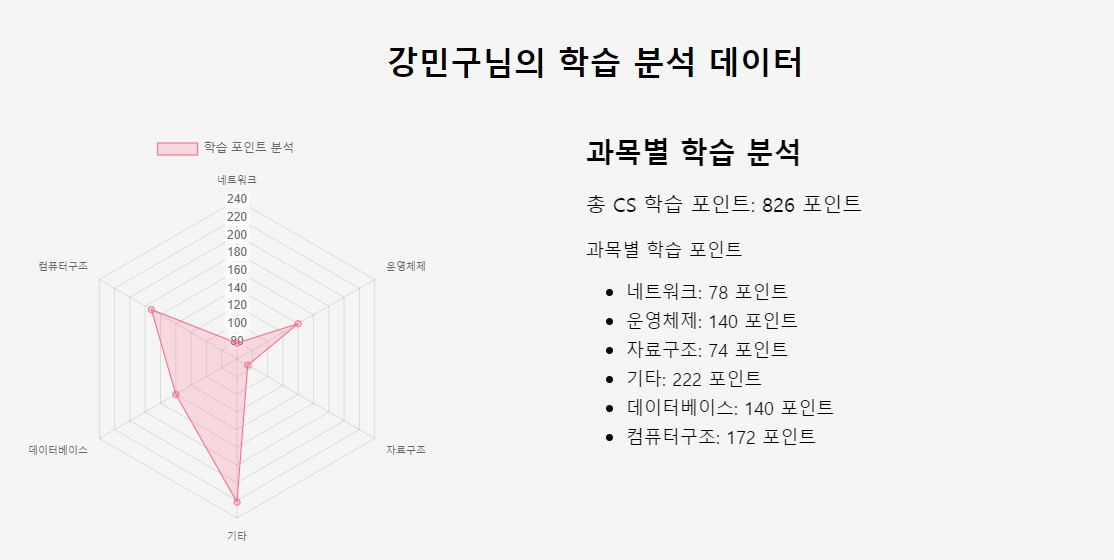 강민구님의 학습 분석 데이터
학습 포인트 분석
네트워크
240
220
200
180
160
140
120
100
80
컴퓨터구조
운영체제
데이터베이스
자료구조
기타
과목별 학습 분석
총 CS 학습 포인트: 826 포인트
과목별 학습 포인트
네트워크: 78 포인트
운영체제: 140 포인트
자료구조: 74 포인트
기타: 222 포인트
데이터베이스: 140 포인트
컴퓨터구조: 172 포인트